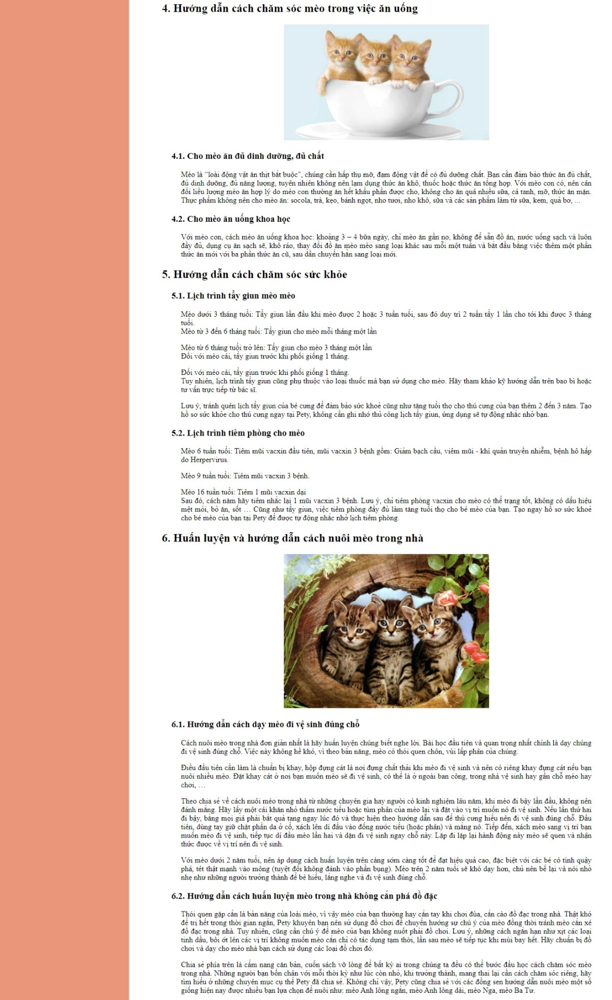 4. Hướng dẫn cách chăm sóc mèo trong việc ăn uống
4.1. Cho mèo ăn đủ dinh dưỡng, đủ chất
Mèo là “loài động vật ăn thịt bắt buộc”, chúng cần hấp thụ mỡ, đạm động vật để có đủ dưỡng chất. Bạn cần đảm bảo thức ăn đủ chất,
đủ dinh dưỡng, đủ năng lượng, tuyên nhiên không nên lạm dụng thức ăn khô, thuốc hoặc thức ăn tổng hợp. Với mèo con có, nên cân
đối liều lượng mèo ăn hợp lý do mèo con thường ăn hết khẩu phần được cho, không cho ăn quá nhiều sữa, cá tanh, mỡ, thức ăn mặn.
Thực phẩm không nên cho mèo ăn: socola, trà, kẹo, bánh ngọt, nho tươi, nho khô, sữa và các sản phẩm làm từ sữa, kem, quả bơ, ...
4.2. Cho mèo ăn uống khoa học
Với mèo con, cách mèo ăn uống khoa học: khoảng 3 – 4 bữa ngày, chỉ mèo ăn gần no, không để sẵn đồ ăn, nước uống sạch và luôn
đầy đủ, dụng cụ ăn sạch sẽ, khô ráo, thay đổi đồ ăn mèo mèo sang loại khác sau mỗi một tuần và bắt đầu bằng việc thêm một phần
thức ăn mới với ba phần thức ăn cũ, sau dần chuyển hẳn sang loại mới.
5. Hướng dẫn cách chăm sóc sức khỏe
5.1. Lịch trình tẩy giun mèo mèo
Mèo dưới 3 tháng tuổi: Tẩy giun lần đầu khi mèo được 2 hoặc 3 tuần tuổi, sau đó duy trì 2 tuần tẩy 1 lần cho tới khi được 3 tháng
tuổi.
Mèo từ 3 đến 6 tháng tuổi: Tẩy giun cho mèo mỗi tháng một lần
Mèo từ 6 tháng tuổi trở lên: Tẩy giun cho mèo 3 tháng một lần
Đối với mèo cái, tẩy giun trước khi phối giống 1 tháng.
Đối với mèo cái, tẩy giun trước khi phối giống 1 tháng.
Tuy nhiên, lịch trình tẩy giun cũng phụ thuộc vào loại thuốc mà bạn sử dụng cho mèo. Hãy tham khảo kỹ hướng dẫn trên bao bì hoặc
tư vấn trực tiếp từ bác sĩ.
Lưu ý, tránh quên lịch tẩy giun của bé cưng để đảm bảo sức khoẻ cũng như tăng tuổi thọ cho thú cưng của bạn thêm 2 đến 3 năm. Tạo
hồ sơ sức khỏe cho thú cưng ngay tại Pety, không cần ghi nhớ thủ công lịch tẩy giun, ứng dụng sẽ tự động nhắc nhở bạn.
5.2. Lịch trình tiêm phòng cho mèo
Mèo 6 tuần tuổi: Tiêm mũi vacxin đầu tiên, mũi vacxin 3 bệnh gồm: Giảm bạch cầu, viêm mũi - khí quản truyền nhiễm, bệnh hô hấp
do Herpervirus.
Mèo 9 tuần tuổi: Tiêm mũi vacxin 3 bệnh.
Mèo 16 tuần tuổi: Tiêm 1 mũi vacxin dại
Sau đó, cách năm hãy tiêm nhắc lại 1 mũi vacxin 3 bệnh. Lưu ý, chỉ tiêm phòng vacxin cho mèo có thể trạng tốt, không có dấu hiệu
mệt mỏi, bỏ ăn, sốt … Cũng như tẩy giun, việc tiêm phòng đầy đủ làm tăng tuổi thọ cho bé mèo của bạn. Tạo ngay hồ sơ sức khoẻ
cho bé mèo của bạn tại Pety để được tự động nhắc nhở lịch tiêm phòng.
6. Huấn luyện và hướng dẫn cách nuôi mèo trong nhà
6.1. Hướng dẫn cách dạy mèo đi vệ sinh đúng chỗ
Cách nuôi mèo trong nhà đơn giản nhất là hãy huấn luyện chúng biết nghe lời. Bài học đầu tiên và quan trọng nhất chính là dạy chúng
đi vệ sinh đúng chỗ. Việc này không hề khó, vì theo bản năng, mèo có thói quen chôn, vùi lấp phân của chúng.
Điều đầu tiên cần làm là chuẩn bị khay, hộp đựng cát là nơi đựng chất thải khi mèo đi vệ sinh và nên có riêng khay đựng cát nếu bạn
nuôi nhiều mèo. Đặt khay cát ở nơi bạn muốn mèo sẽ đi vệ sinh, có thể là ở ngoài ban công, trong nhà vệ sinh hay gần chỗ mèo hay
chơi, …
Theo chia sẻ về cách nuôi mèo trong nhà từ những chuyên gia hay người có kinh nghiệm lâu năm, khi mèo đi bậy lần đầu, không nên
đánh mắng. Hãy lấy một cái khăn nhỏ thấm nước tiểu hoặc túm phân của mèo lại và đặt vào vị trí muốn nó đi vệ sinh. Nếu lần thứ hai
đi bậy, bằng mọi giá phải bắt quả tang ngay lúc đó và thực hiện theo hướng dẫn sau để thú cưng hiểu nên đi vệ sinh đúng chỗ. Đầu
tiên, dùng tay giữ chặt phần da ở cổ, xách lên dí đầu vào đống nước tiểu (hoặc phân) và mắng nó. Tiếp đến, xách mèo sang vị trí bạn
muốn mèo đi vệ sinh, tiếp tục dí đầu mèo lần hai và dặn đi vệ sinh ngay chỗ này. Lặp đi lặp lại hành động này mèo sẽ quen và nhận
thức được về vị trí nên đi vệ sinh.
Với mèo dưới 2 năm tuổi, nên áp dụng cách huấn luyện trên càng sớm càng tốt để đạt hiệu quả cao, đặc biệt với các bé có tính quậy
phá, tét thật mạnh vào mông (tuyệt đối không đánh vào phần bụng). Mèo trên 2 năm tuổi sẽ khó dạy hơn, chủ nên bế lại và nói nhỏ
nhẹ như những người trưởng thành để bé hiểu, lắng nghe và đi vệ sinh đúng chỗ.
6.2. Hướng dẫn cách huấn luyện mèo trong nhà không cắn phá đồ đạc
Thói quen gặp cắn là bản năng của loài mèo, vì vậy mèo của bạn thường hay cắn tay khi chơi đùa, cắn cào đồ đạc trong nhà. Thật khó
để trị hết trong thời gian ngắn, Pety khuyên bạn nên sử dụng đồ chơi để chuyển hướng sự chú ý của mèo đồng thời tránh mèo cắn xé
đồ đạc trong nhà. Tuy nhiên, cũng cần chú ý để mèo của bạn không nuốt phải đồ chơi. Lưu ý, những cách ngắn hạn như xịt các loại
tinh dầu, bôi ớt lên các vị trí không muốn mèo cắn chỉ có tác dụng tạm thời, lần sau mèo sẽ tiếp tục khi mùi bay hết. Hãy chuẩn bị đồ
chơi và dạy cho mèo nhà bạn cách sử dụng các loại đồ chơi đó.
Chia sẻ phía trên là cẩm nang căn bản, cuốn sách vỡ lòng để bất kỳ ai trong chúng ta đều có thể bước đầu học cách chăm sóc mèo
trong nhà. Những người bạn bốn chân với mỗi thời kỳ như lúc còn nhỏ, khi trưởng thành, mang thai lại cần cách chăm sóc riêng, hãy
tìm hiểu ở những chuyên mục cụ thể Pety đã chia sẻ. Không chỉ vậy, Pety cũng chia sẻ với các đồng sen hướng dẫn nuôi mèo một số
giống hiện nay được nhiều bạn lựa chọn để nuôi như: mèo Anh lông ngắn, mèo Anh lông dài, mèo Nga, mèo Ba Tư.